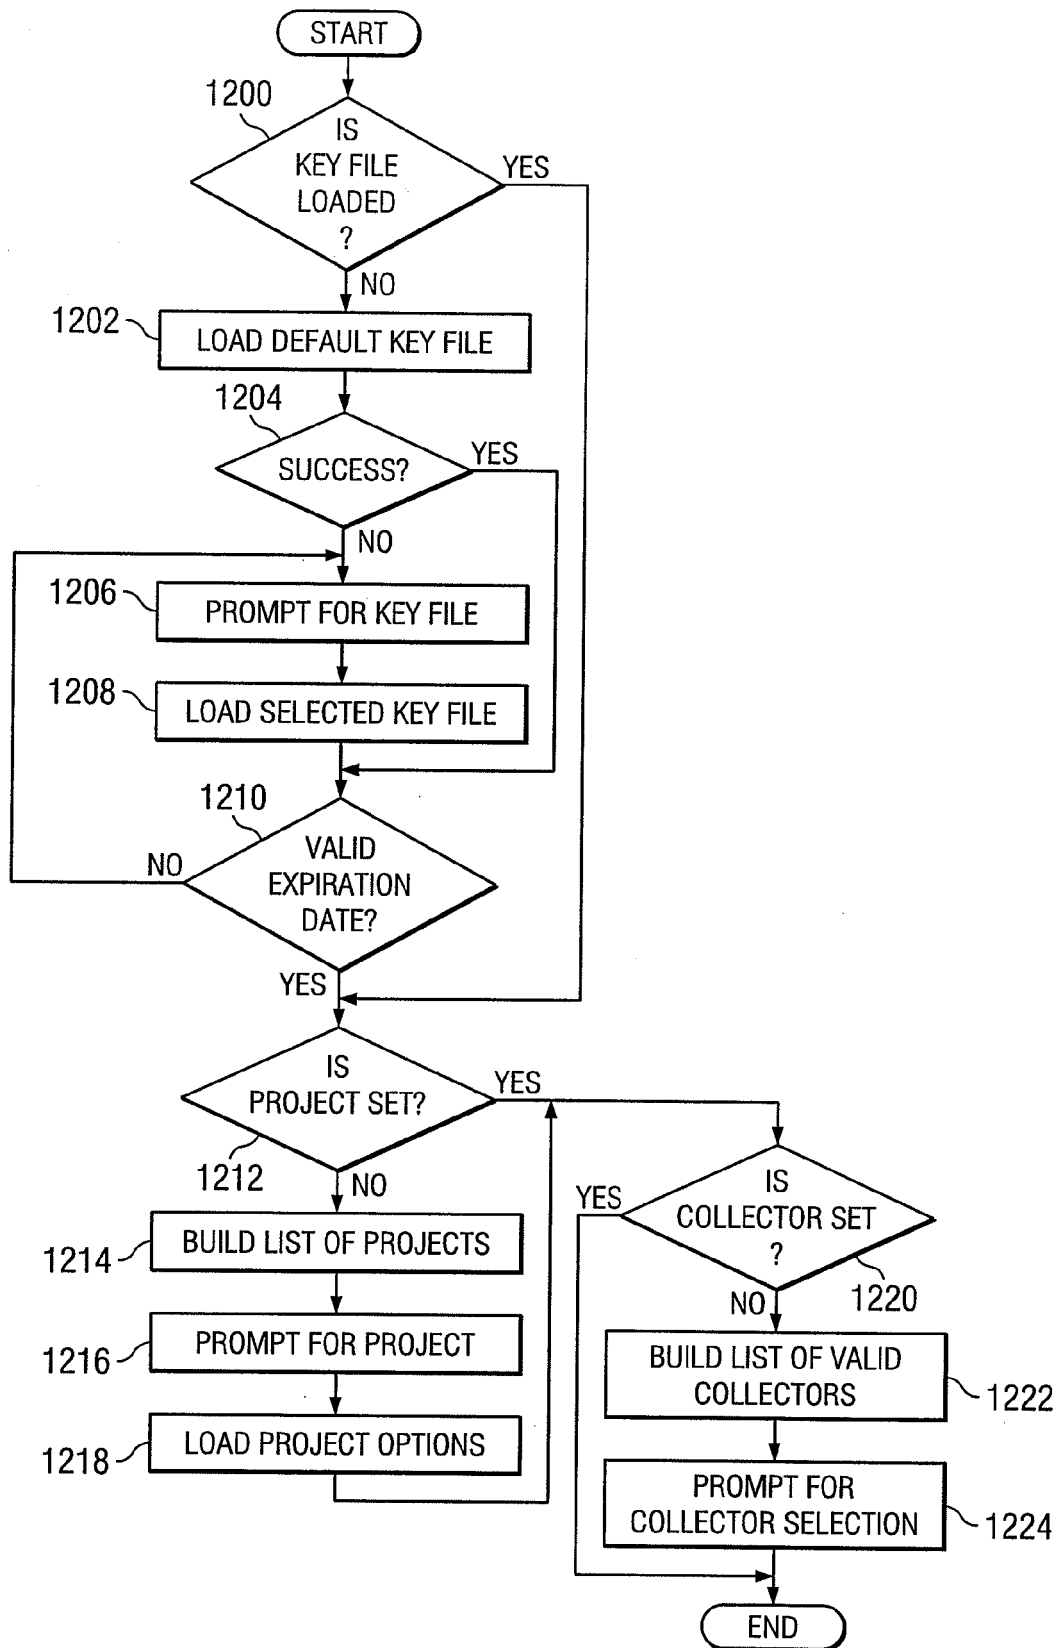 START
1200
IS
KEY FILE
LOADED
?
YES
NO
1202
LOAD DEFAULT KEY FILE
1204
SUCCESS?
YES
NO
1206
PROMPT FOR KEY FILE
1208
LOAD SELECTED KEY FILE
1210
NO
VALID
EXPIRATION
DATE?
YES
IS
PROJECT SET?
YES
1212
NO
1214
BUILD LIST OF PROJECTS
1216
PROMPT FOR PROJECT
1218
LOAD PROJECT OPTIONS
YES
IS
COLLECTOR SET
?
1220
NO
BUILD LIST OF VALID
COLLECTORS
1222
PROMPT FOR
COLLECTOR SELECTION
1224
END